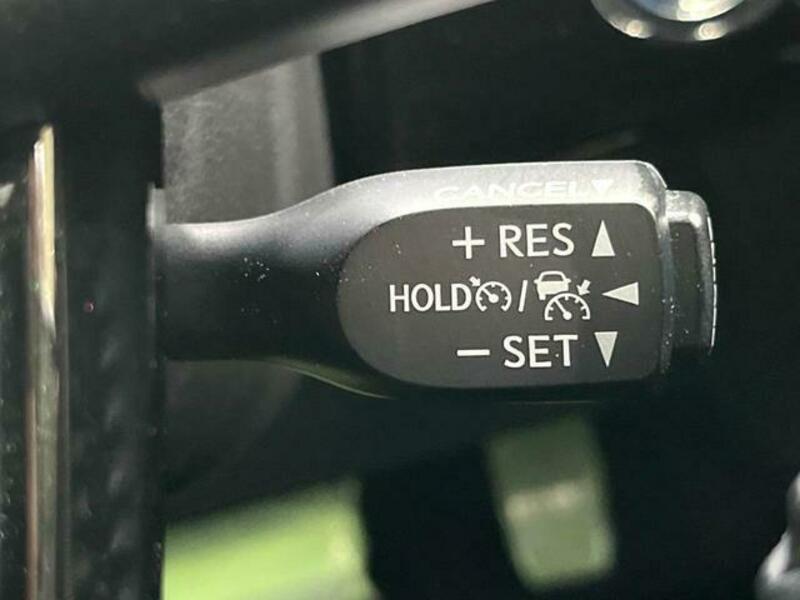 CANCEL▼
+ RES ▲
HOLD / ◀
− SET ▼